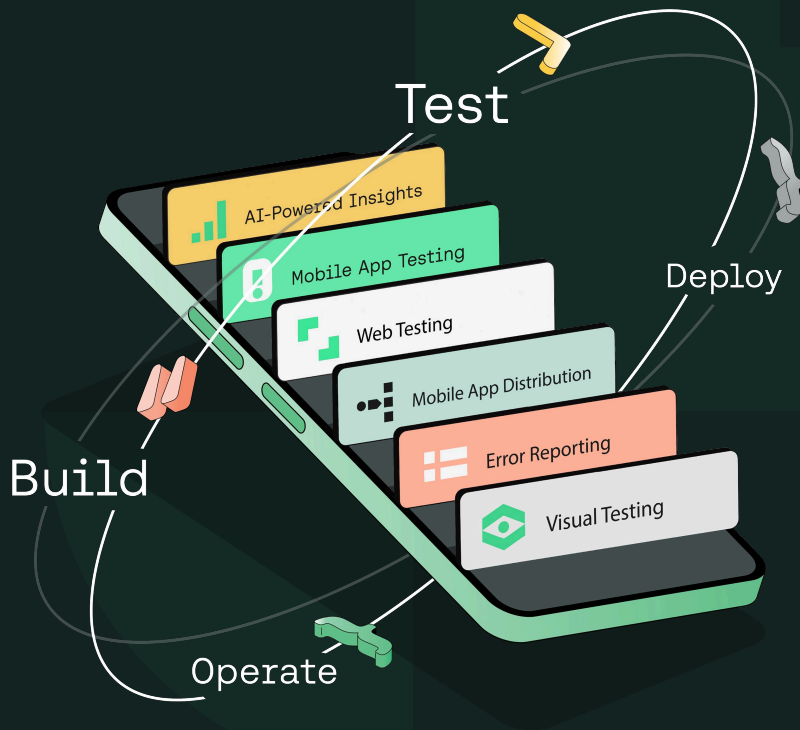 Test
AI-Powered Insights
Mobile App Testing
Deploy
Web Testing
Mobile App Distribution
Error Reporting
Build
Visual Testing
Operate